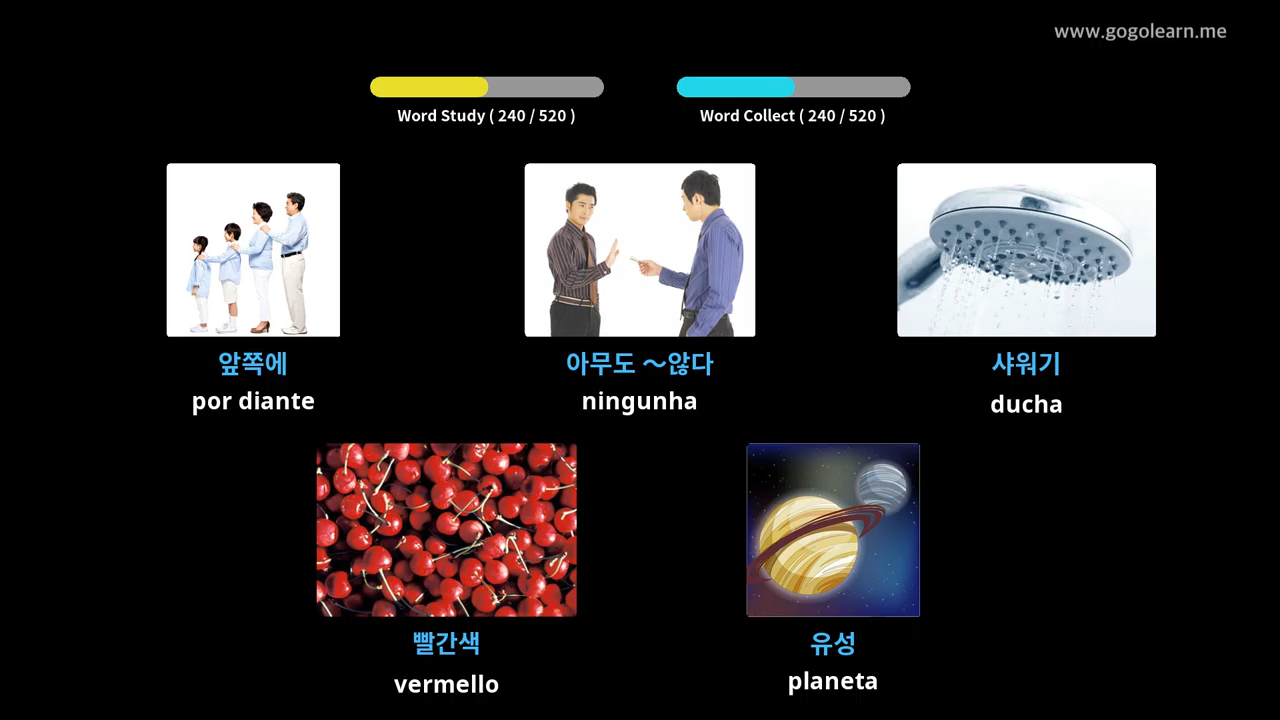 www.gogolearn.me
Word Study ( 240 / 520 )
Word Collect ( 240 / 520 )
앞쪽에
por diante
아무도 ～않다
ningunha
샤워기
ducha
빨간색
vermello
유성
planeta